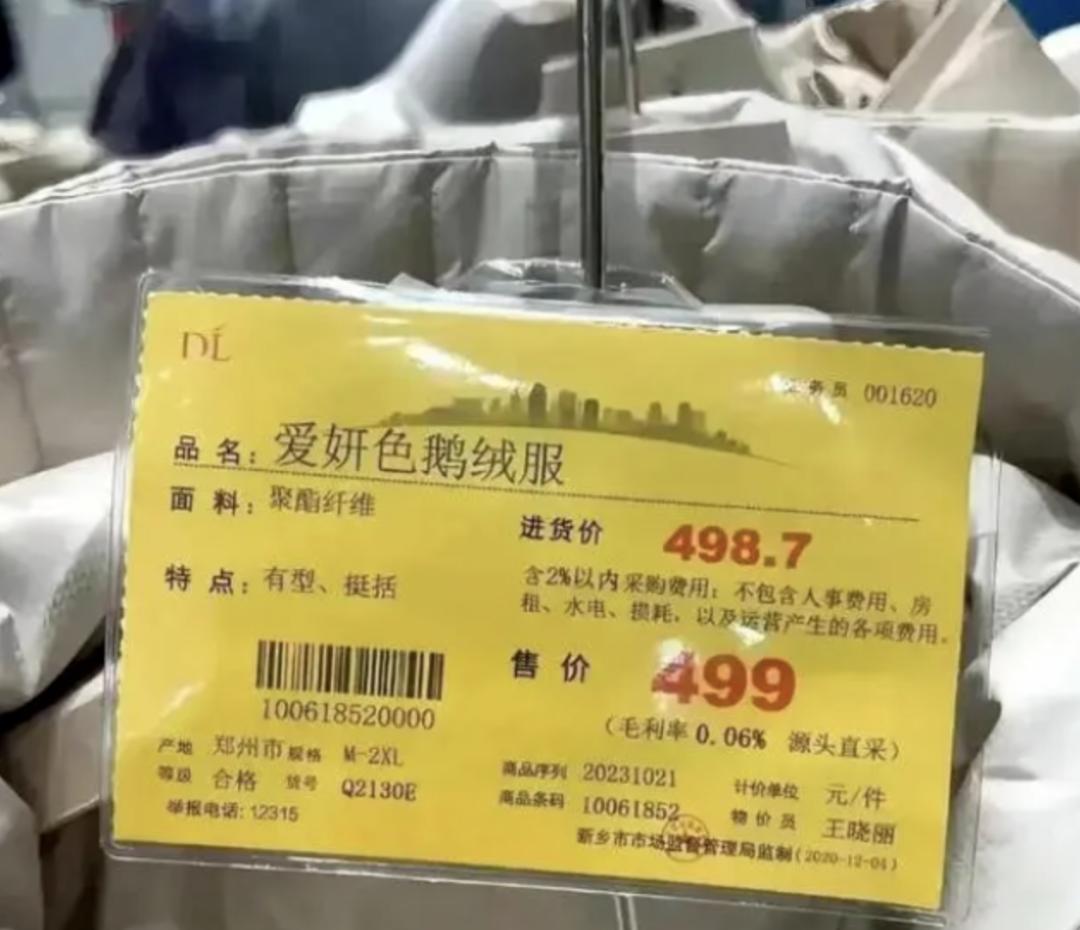 DL
务员 001620
品 名：爱妍色鹅绒服
面 料：聚酯纤维
进货价 498.7
含2%以内采购费用；不包含人事费用、房
租、水电、损耗，以及运营产生的各项费用。
特 点：有型、挺括
售 价 499
（毛利率 0.06% 源头直采）
100618520000
产地 郑州市 规格 M-2XL
等级 合格 货号 Q2130E
举报电话: 12315
商品序列 20231021 计价单位 元/件
商品条码 10061852 物价员 王晓丽
新乡市市场监督管理局监制(2020-12-04)